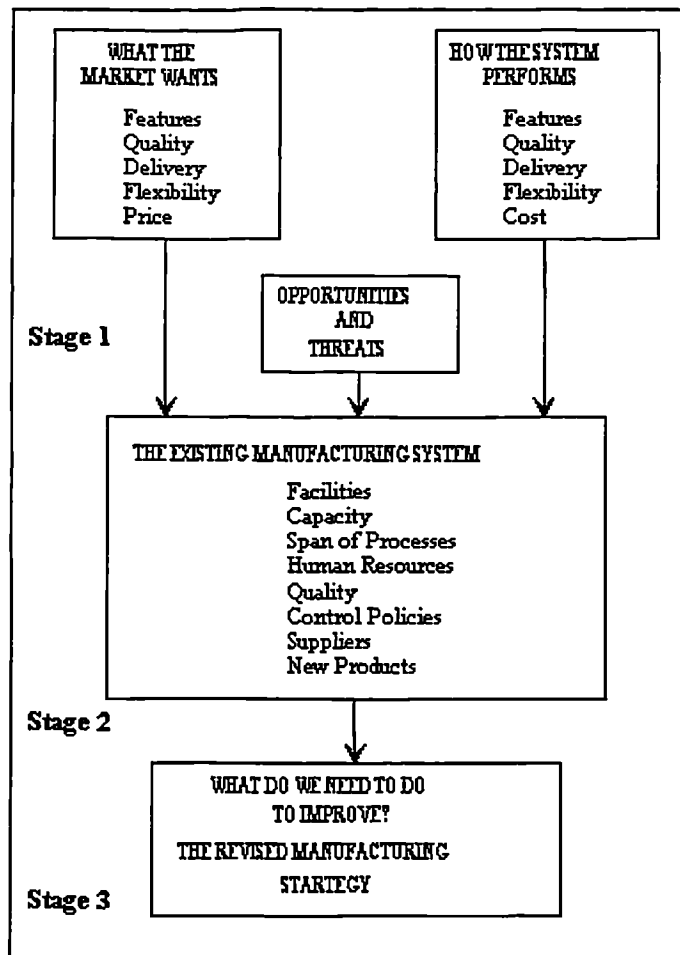 WHAT THE
MARKET WANTS
Features
Quality
Delivery
Flexibility
Price
HOW THE SYSTEM
PERFORMS
Features
Quality
Delivery
Flexibility
Cost
OPPORTUNITIES
AND
THREATS
Stage 1
THE EXISTING MANUFACTURING SYSTEM
Facilities
Capacity
Span of Processes
Human Resources
Quality
Control Policies
Suppliers
New Products
Stage 2
WHAT DO WE NEED TO DO
TO IMPROVE?
THE REVISED MANUFACTURING
STARTEGY
Stage 3